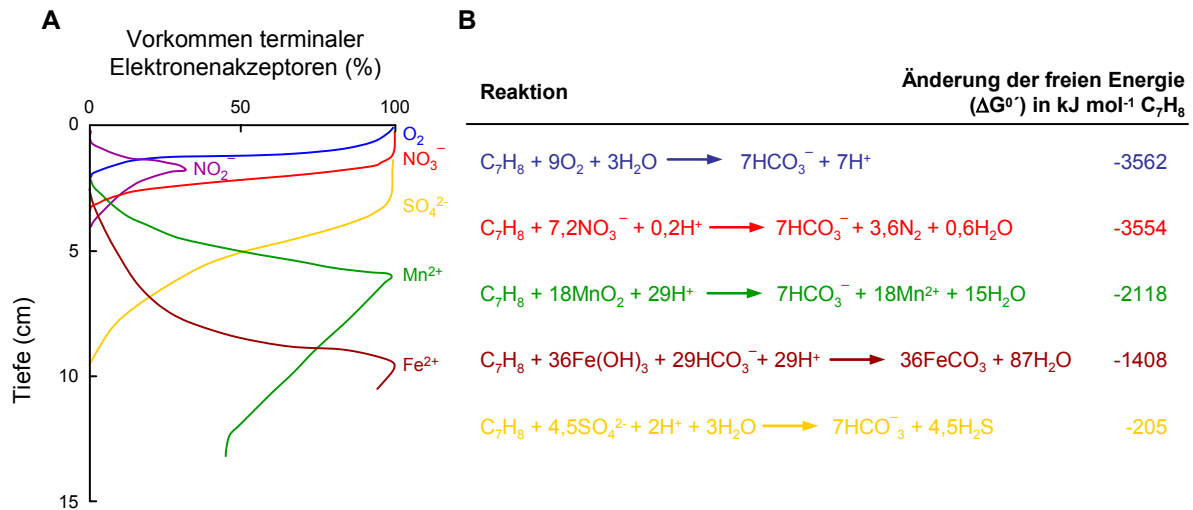 A
Vorkommen terminaler
Elektronenakzeptoren (%)
0 50 100
0
5
10
15
Tiefe (cm)
O₂
NO₃⁻
NO₂⁻
SO₄²⁻
Mn²⁺
Fe²⁺
B
Reaktion
Änderung der freien Energie
(ΔG⁰´) in kJ mol⁻¹ C₇H₈
C₇H₈ + 9O₂ + 3H₂O → 7HCO₃⁻ + 7H⁺ -3562
C₇H₈ + 7,2NO₃⁻ + 0,2H⁺ → 7HCO₃⁻ + 3,6N₂ + 0,6H₂O -3554
C₇H₈ + 18MnO₂ + 29H⁺ → 7HCO₃⁻ + 18Mn²⁺ + 15H₂O -2118
C₇H₈ + 36Fe(OH)₃ + 29HCO₃⁻ + 29H⁺ → 36FeCO₃ + 87H₂O -1408
C₇H₈ + 4,5SO₄²⁻ + 2H⁺ + 3H₂O → 7HCO⁻₃ + 4,5H₂S -205